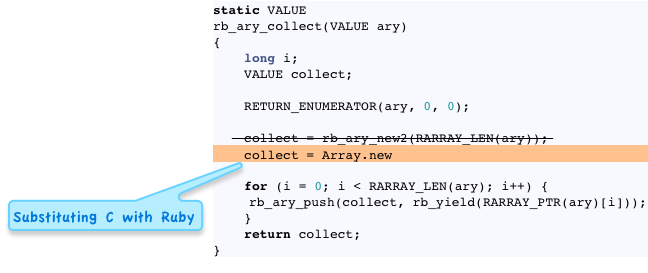 static VALUE
rb_ary_collect(VALUE ary)
{
    long i;
    VALUE collect;

    RETURN_ENUMERATOR(ary, 0, 0);

    collect = rb_ary_new2(RARRAY_LEN(ary));
    collect = Array.new

    for (i = 0; i < RARRAY_LEN(ary); i++) {
    rb_ary_push(collect, rb_yield(RARRAY_PTR(ary)[i]));
    }
    return collect;
}
Substituting C with Ruby